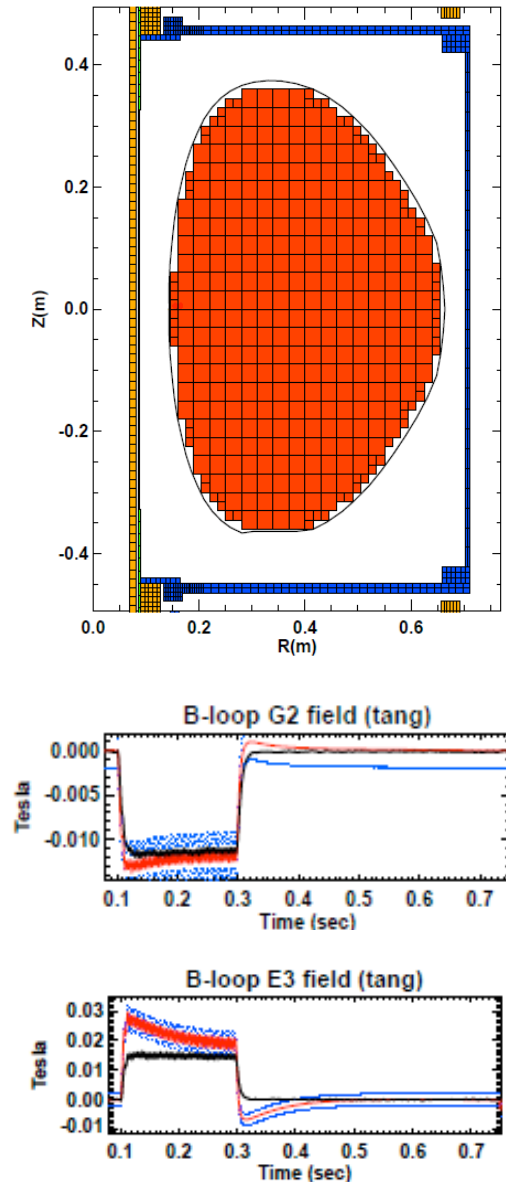 0.4
0.2
Z(m)
0.0
-0.2
-0.4
0.0 0.2 0.4 0.6
R(m)
B-loop G2 field (tang)
0.000
-0.005
-0.010
Tesla
0.1 0.2 0.3 0.4 0.5 0.6 0.7
Time (sec)
B-loop E3 field (tang)
0.03
0.02
0.01
0.00
-0.01
Tesla
0.1 0.2 0.3 0.4 0.5 0.6 0.7
Time (sec)